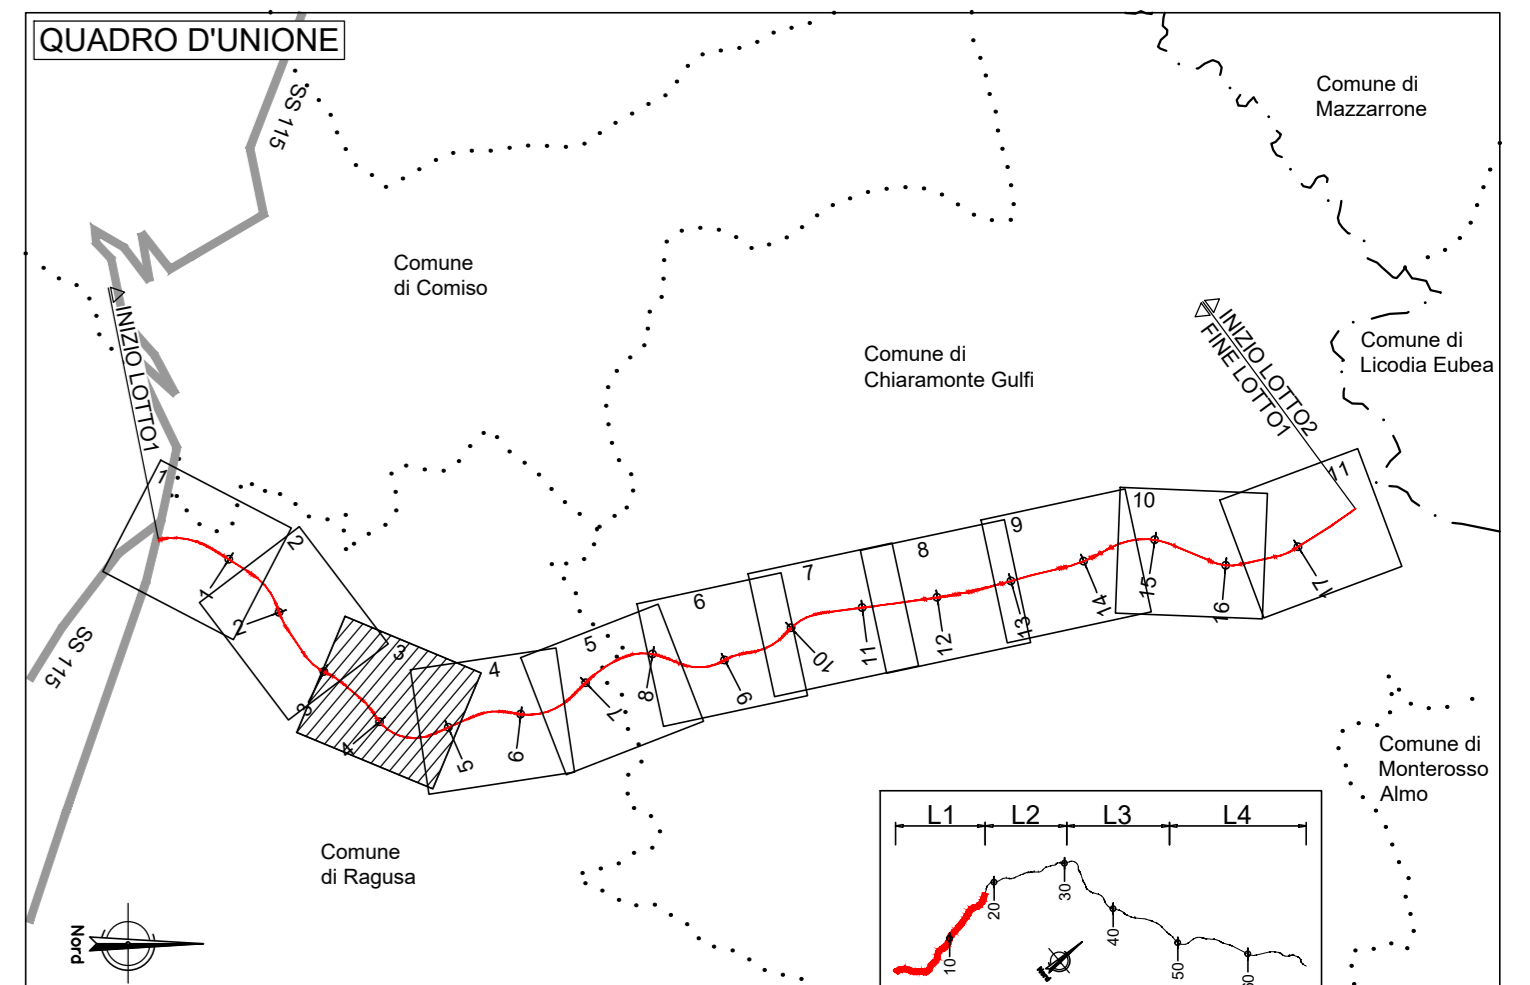 QUADRO D'UNIONE
SS 115
Comune di
Mazzarrone
Comune
di Comiso
INIZIO LOTTO1
INIZIO LOTTO2
FINE LOTTO1
Comune di
Licodia Eubea
Comune di
Chiaramonte Gulfi
1
2
3
4
5
6
7
8
9
10
11
1
2
3
4
5
6
7
8
9
10
11
12
13
14
15
16
17
SS 115
Comune di
Monterosso
Almo
Comune
di Ragusa
Nord
L1
L2
L3
L4
10
20
30
40
50